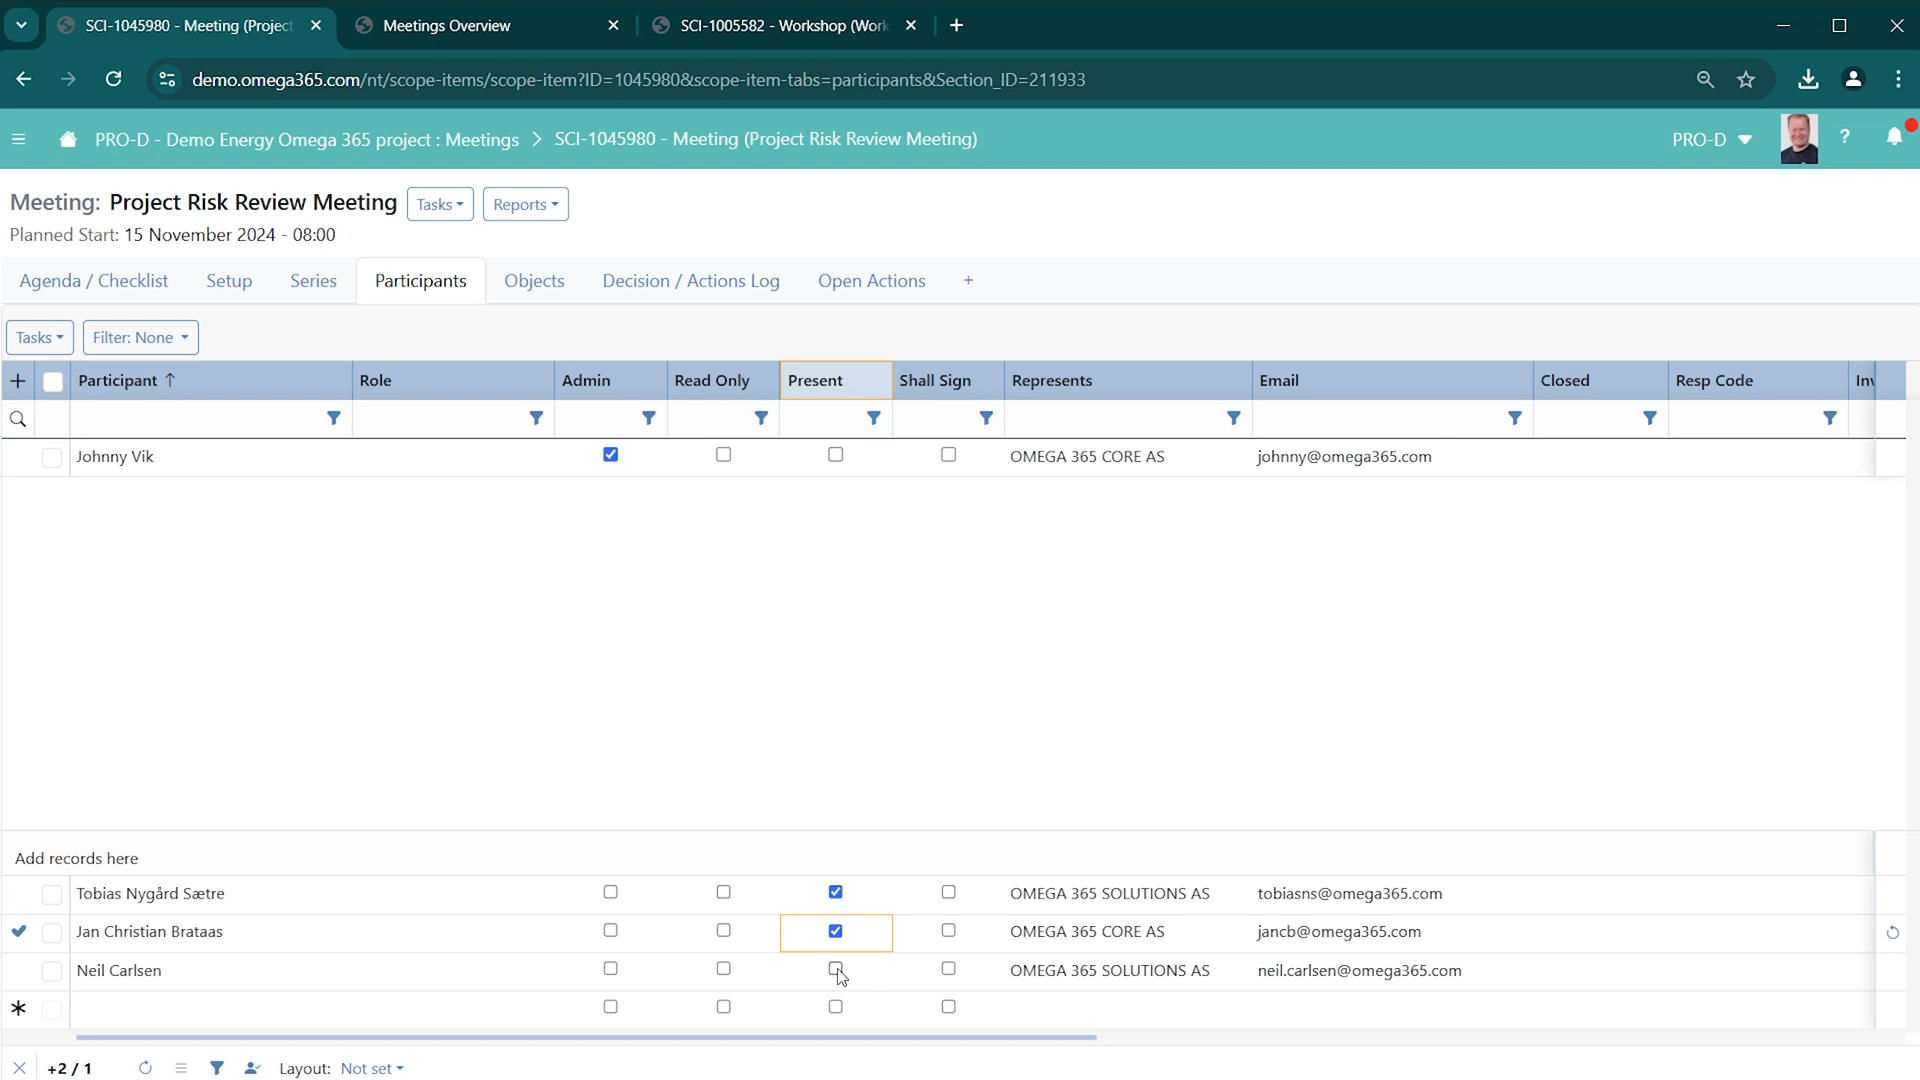 SCI-1045980 - Meeting (Project
Meetings Overview
SCI-1005582 - Workshop (Work
demo.omega365.com/nt/scope-items/scope-item?ID=1045980&scope-item-tabs=participants&Section_ID=211933
PRO-D - Demo Energy Omega 365 project : Meetings > SCI-1045980 - Meeting (Project Risk Review Meeting)
PRO-D
?
Meeting: Project Risk Review Meeting Tasks Reports
Planned Start: 15 November 2024 - 08:00
Agenda / Checklist Setup Series Participants Objects Decision / Actions Log Open Actions +
Tasks Filter: None
Participant ↑ Role Admin Read Only Present Shall Sign Represents Email Closed Resp Code Inv
Johnny Vik OMEGA 365 CORE AS johnny@omega365.com
Add records here
Tobias Nygård Sætre OMEGA 365 SOLUTIONS AS tobiasns@omega365.com
Jan Christian Brataas OMEGA 365 CORE AS jancb@omega365.com
Neil Carlsen OMEGA 365 SOLUTIONS AS neil.carlsen@omega365.com
+2 / 1 Layout: Not set